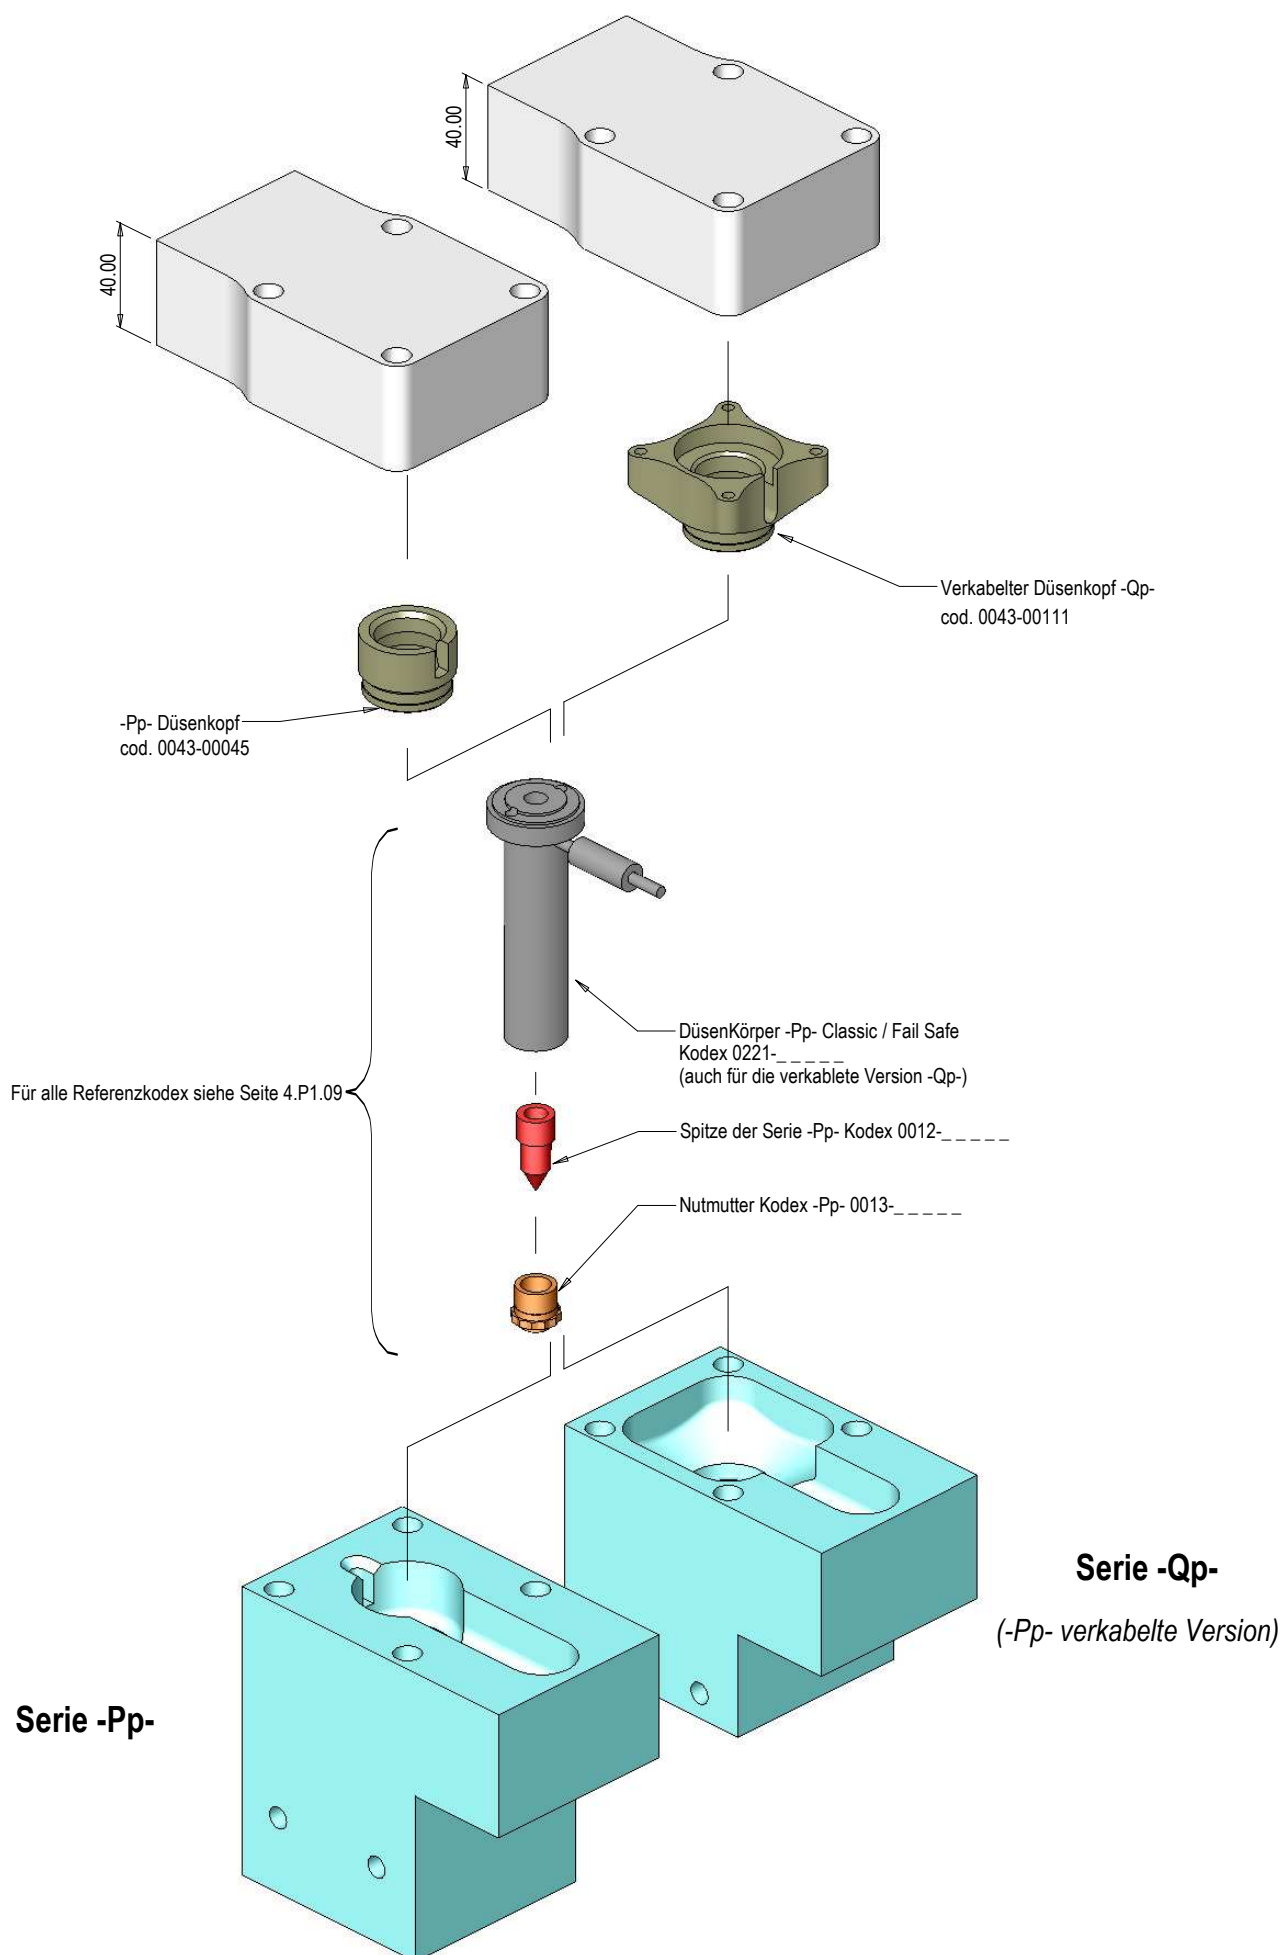 40.00
40.00
Verkabelter Düsenkopf -Qp-
cod. 0043-00111
-Pp- Düsenkopf
cod. 0043-00045
DüsenKörper -Pp- Classic / Fail Safe
Kodex 0221-_ _ _ _ _
(auch für die verkablete Version -Qp-)
Für alle Referenzkodex siehe Seite 4.P1.09
Spitze der Serie -Pp- Kodex 0012-_ _ _ _ _
Nutmutter Kodex -Pp- 0013-_ _ _ _ _
Serie -Qp-
(-Pp- verkabelte Version)
Serie -Pp-